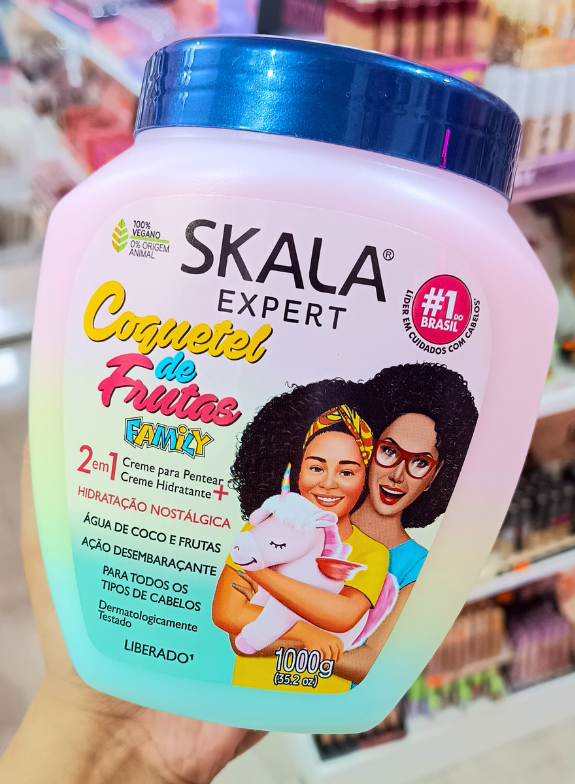 100%
VEGANO
0% ORIGEM
ANIMAL
SKALA®
EXPERT
#1 DO
BRASIL
LÍDER EM CUIDADOS COM CABELOS
Coquetel
de
Frutas
FAMiLY
2 em 1 Creme para Pentear +
Creme Hidratante
HIDRATAÇÃO NOSTÁLGICA
ÁGUA DE COCO E FRUTAS
AÇÃO DESEMBARAÇANTE
PARA TODOS OS
TIPOS DE CABELOS
Dermatologicamente
Testado
LIBERADO¹
1000g
(35.2 oz)